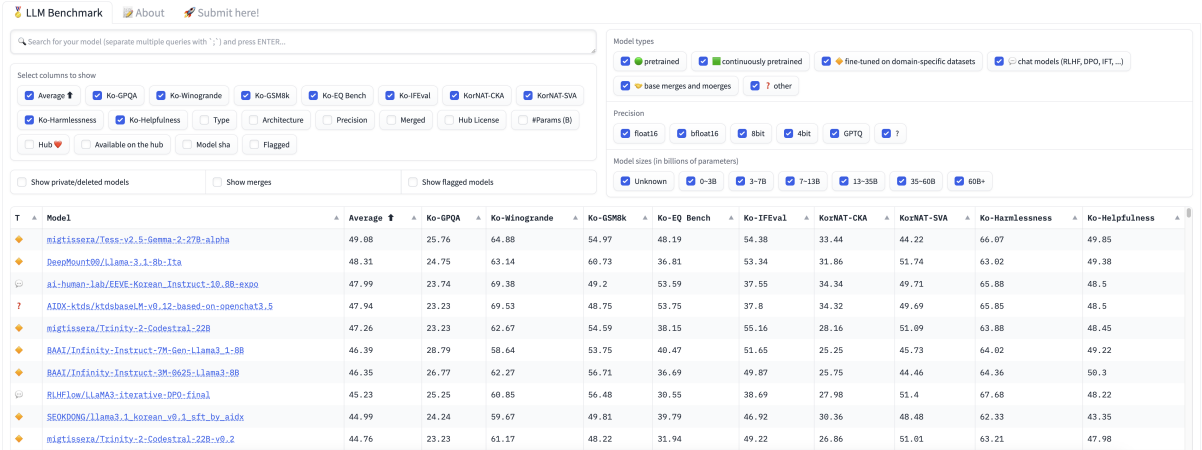 LLM Benchmark About Submit here!
Search for your model (separate multiple queries with `;`) and press ENTER...
Select columns to show
Average ⬆ Ko-GPQA Ko-Winogrande Ko-GSM8k Ko-EQ Bench Ko-IFEval KorNAT-CKA KorNAT-SVA
Ko-Harmlessness Ko-Helpfulness Type Architecture Precision Merged Hub License #Params (B)
Hub Available on the hub Model sha Flagged
Show private/deleted models Show merges Show flagged models
Model types
pretrained continuously pretrained fine-tuned on domain-specific datasets chat models (RLHF, DPO, IFT, ...)
base merges and moerges ? other
Precision
float16 bfloat16 8bit 4bit GPTQ ?
Model sizes (in billions of parameters)
Unknown 0~3B 3~7B 7~13B 13~35B 35~60B 60B+
T Model Average ⬆ Ko-GPQA Ko-Winogrande Ko-GSM8k Ko-EQ Bench Ko-IFEval KorNAT-CKA KorNAT-SVA Ko-Harmlessness Ko-Helpfulness
migtissera/Tess-v2.5-Gemma-2-27B-alpha 49.08 25.76 64.88 54.97 48.19 54.38 33.44 44.22 66.07 49.85
DeepMount00/Llama-3.1-8b-Ita 48.31 24.75 63.14 60.73 36.81 53.34 31.86 51.74 63.02 49.38
ai-human-lab/EEVE-Korean_Instruct-10.8B-expo 47.99 23.74 69.38 49.2 53.59 37.55 34.34 49.71 65.88 48.5
? AIDX-ktds/ktdsbaseLM-v0.12-based-on-openchat3.5 47.94 23.23 69.53 48.75 53.75 37.8 34.32 49.69 65.85 48.5
migtissera/Trinity-2-Codestral-22B 47.26 23.23 62.67 54.59 38.15 55.16 28.16 51.09 63.88 48.45
BAAI/Infinity-Instruct-7M-Gen-Llama3_1-8B 46.39 28.79 58.64 53.75 40.47 51.65 25.25 45.73 64.02 49.22
BAAI/Infinity-Instruct-3M-0625-Llama3-8B 46.35 26.77 62.27 56.71 36.69 49.87 25.75 44.46 64.36 50.3
RLHFlow/LLaMA3-iterative-DPO-final 45.23 25.25 60.85 56.48 30.55 38.69 27.98 51.4 67.68 48.22
SEOKDONG/llama3.1_korean_v0.1_sft_by_aidx 44.99 24.24 59.67 49.81 39.79 46.92 30.36 48.48 62.33 43.35
migtissera/Trinity-2-Codestral-22B-v0.2 44.76 23.23 61.17 48.22 31.94 49.22 26.86 51.01 63.21 47.98